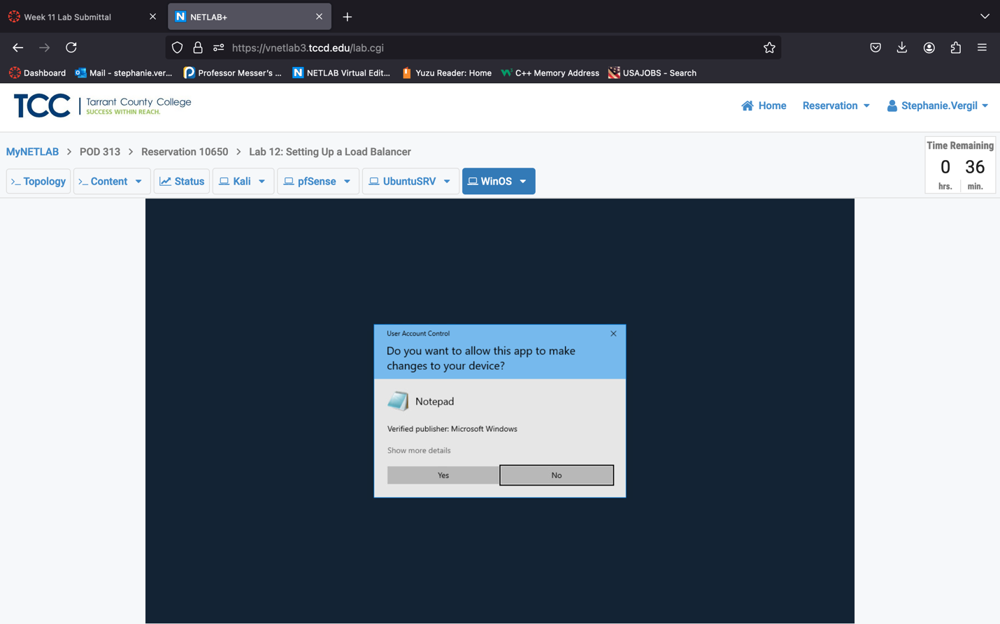 Week 11 Lab Submittal
NETLAB+
https://vnetlab3.tccd.edu/lab.cgi
Dashboard
Mail - stephanie.ver...
Professor Messer's ...
NETLAB Virtual Edit...
Yuzu Reader: Home
C++ Memory Address
USAJOBS - Search
TCC
Tarrant County College
SUCCESS WITHIN REACH.
Home
Reservation
Stephanie.Vergil
MyNETLAB > POD 313 > Reservation 10650 > Lab 12: Setting Up a Load Balancer
Time Remaining
0 36
hrs. min.
>_ Topology
>_ Content
Status
Kali
pfSense
UbuntuSRV
WinOS
User Account Control
Do you want to allow this app to make
changes to your device?
Notepad
Verified publisher: Microsoft Windows
Show more details
Yes
No